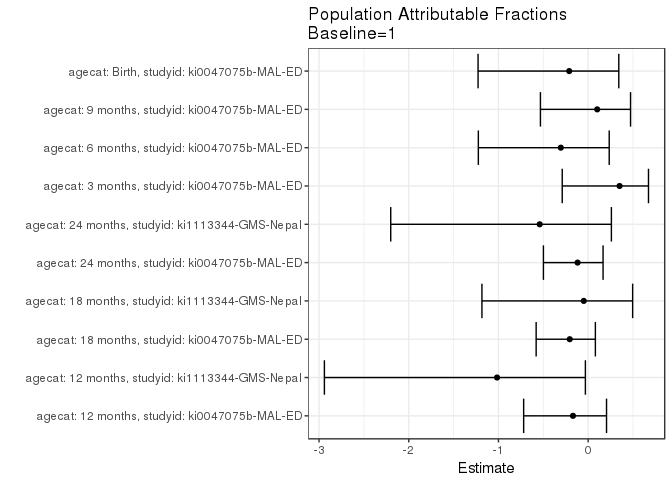 Population Attributable Fractions
Baseline=1
agecat: Birth, studyid: ki0047075b-MAL-ED
agecat: 9 months, studyid: ki0047075b-MAL-ED
agecat: 6 months, studyid: ki0047075b-MAL-ED
agecat: 3 months, studyid: ki0047075b-MAL-ED
agecat: 24 months, studyid: ki1113344-GMS-Nepal
agecat: 24 months, studyid: ki0047075b-MAL-ED
agecat: 18 months, studyid: ki1113344-GMS-Nepal
agecat: 18 months, studyid: ki0047075b-MAL-ED
agecat: 12 months, studyid: ki1113344-GMS-Nepal
agecat: 12 months, studyid: ki0047075b-MAL-ED
-3 -2 -1 0
Estimate